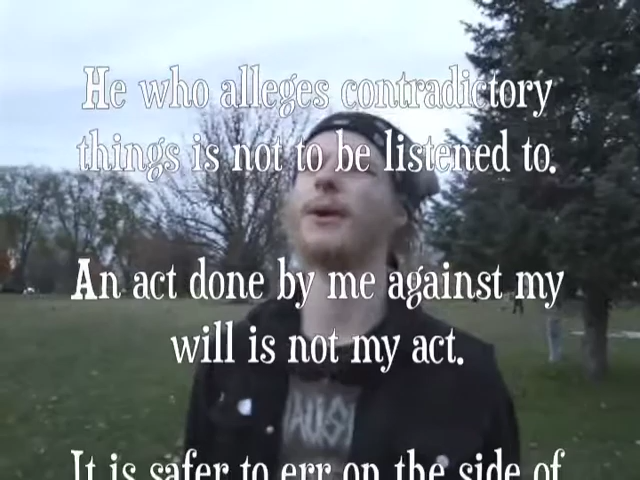 He who alleges contradictory
things is not to be listened to.
An act done by me against my
will is not my act.
It is safer to err on the side of